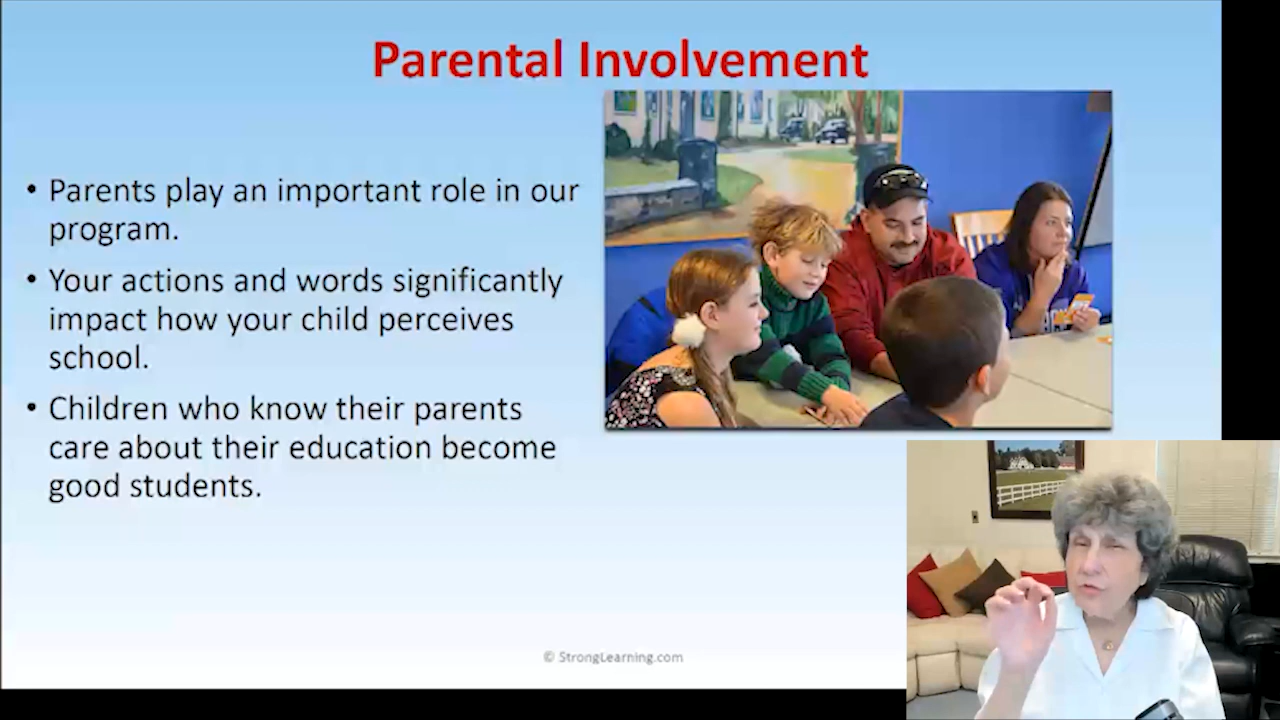 Parental Involvement
• Parents play an important role in our
program.
• Your actions and words significantly
impact how your child perceives
school.
• Children who know their parents
care about their education become
good students.
© StrongLearning.com